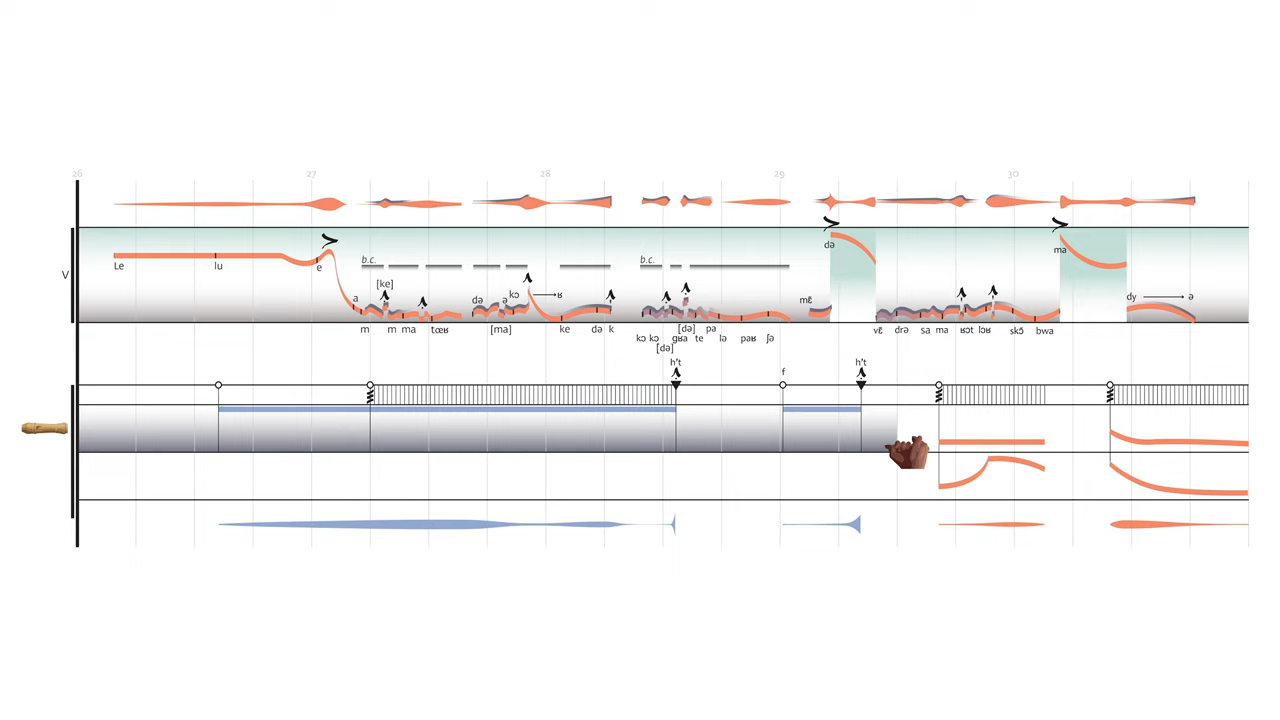 26 27 28 29 30
V
Le lu e a
b.c.
[ke]
m m ma tœʁ
də ə kɔ ʁ
[ma] ke də k
b.c.
kɔ kɔ gʁa te lə paʁ ʃə
[də] [də] pa
mɛ̃ də
vɛ̃ drə sa ma ʁɔt lɔʁ skɔ̃ bwa
ma
dy ə
h't f h't